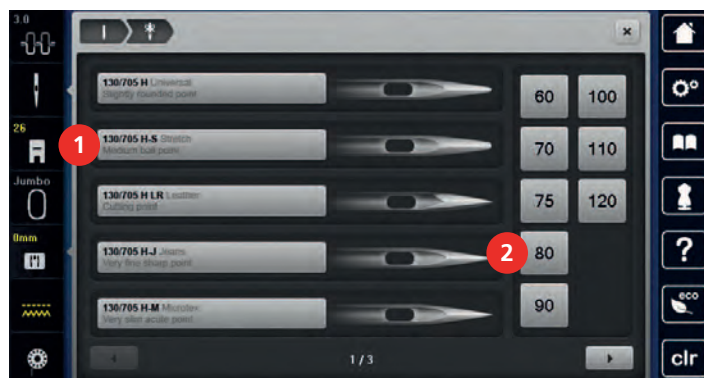 3.0
26
Jumbo
0mm
130/705 H Universal
Slightly rounded point
1
130/705 H-S Stretch
Medium ball point
130/705 H LR Leather
Cutting point
130/705 H-J Jeans
Very fine sharp point
2
130/705 H-M Microtex
Very slim acute point
60 100
70 110
75 120
80
90
1 / 3
?
eco
clr